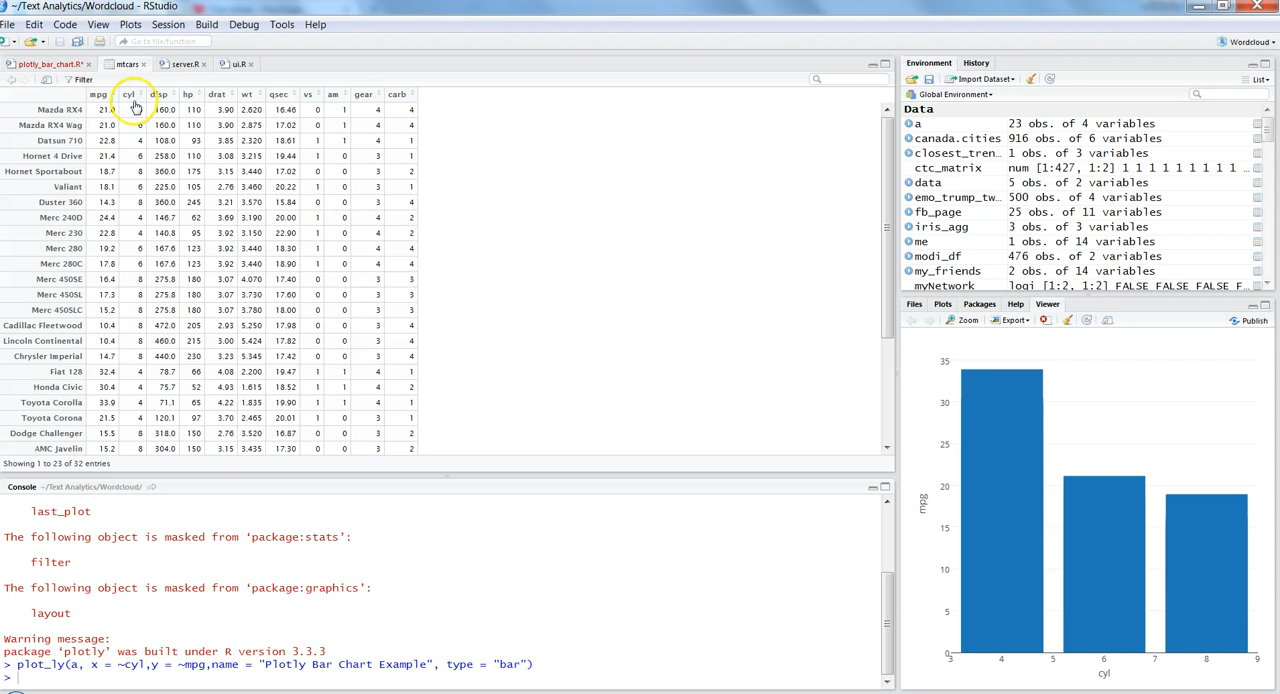 ~/Text Analytics/Wordcloud - RStudio
File Edit Code View Plots Session Build Debug Tools Help
Go to file/function
Wordcloud
plotly_bar_chart.R* mtcars server.R ui.R
Filter
mpg cyl disp hp drat wt qsec vs am gear carb
Mazda RX4 21.0 160.0 110 3.90 2.620 16.46 0 1 4 4
Mazda RX4 Wag 21.0 6 160.0 110 3.90 2.875 17.02 0 1 4 4
Datsun 710 22.8 4 108.0 93 3.85 2.320 18.61 1 1 4 1
Hornet 4 Drive 21.4 6 258.0 110 3.08 3.215 19.44 1 0 3 1
Hornet Sportabout 18.7 8 360.0 175 3.15 3.440 17.02 0 0 3 2
Valiant 18.1 6 225.0 105 2.76 3.460 20.22 1 0 3 1
Duster 360 14.3 8 360.0 245 3.21 3.570 15.84 0 0 3 4
Merc 240D 24.4 4 146.7 62 3.69 3.190 20.00 1 0 4 2
Merc 230 22.8 4 140.8 95 3.92 3.150 22.90 1 0 4 2
Merc 280 19.2 6 167.6 123 3.92 3.440 18.30 1 0 4 4
Merc 280C 17.8 6 167.6 123 3.92 3.440 18.90 1 0 4 4
Merc 450SE 16.4 8 275.8 180 3.07 4.070 17.40 0 0 3 3
Merc 450SL 17.3 8 275.8 180 3.07 3.730 17.60 0 0 3 3
Merc 450SLC 15.2 8 275.8 180 3.07 3.780 18.00 0 0 3 3
Cadillac Fleetwood 10.4 8 472.0 205 2.93 5.250 17.98 0 0 3 4
Lincoln Continental 10.4 8 460.0 215 3.00 5.424 17.82 0 0 3 4
Chrysler Imperial 14.7 8 440.0 230 3.23 5.345 17.42 0 0 3 4
Fiat 128 32.4 4 78.7 66 4.08 2.200 19.47 1 1 4 1
Honda Civic 30.4 4 75.7 52 4.93 1.615 18.52 1 1 4 2
Toyota Corolla 33.9 4 71.1 65 4.22 1.835 19.90 1 1 4 1
Toyota Corona 21.5 4 120.1 97 3.70 2.465 20.01 1 0 3 1
Dodge Challenger 15.5 8 318.0 150 2.76 3.520 16.87 0 0 3 2
AMC Javelin 15.2 8 304.0 150 3.15 3.435 17.30 0 0 3 2
Showing 1 to 23 of 32 entries
Console ~/Text Analytics/Wordcloud/
last_plot
The following object is masked from ‘package:stats’:
filter
The following object is masked from ‘package:graphics’:
layout
Warning message:
package ‘plotly’ was built under R version 3.3.3
> plot_ly(a, x = ~cyl,y = ~mpg,name = "Plotly Bar Chart Example", type = "bar")
>
Environment History
Import Dataset List
Global Environment
Data
a 23 obs. of 4 variables
canada.cities 916 obs. of 6 variables
closest_tren… 1 obs. of 3 variables
ctc_matrix num [1:427, 1:2] 1 1 1 1 1 1 1 1 …
data 5 obs. of 2 variables
emo_trump_tw… 500 obs. of 4 variables
fb_page 25 obs. of 11 variables
iris_agg 3 obs. of 3 variables
me 1 obs. of 14 variables
modi_df 476 obs. of 2 variables
my_friends 2 obs. of 14 variables
myNetwork logi [1:2, 1:2] FALSE FALSE FALSE F…
Files Plots Packages Help Viewer
Zoom Export Publish
35
30
25
20
15
10
5
0
mpg
3 4 5 6 7 8 9
cyl